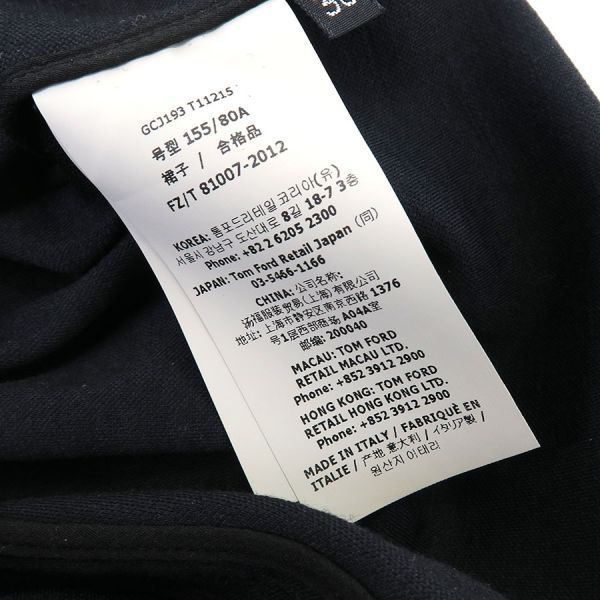 GCJ193 T11215
号型 155/80A
裙子 / 合格品
FZ/T 81007-2012
KOREA: 톰포드리테일 코리아(유)
서울시 강남구 도산대로 8길 18-7 3층
Phone: +82 2 6205 2300
JAPAN: Tom Ford Retail Japan (同)
03-5466-1166
CHINA: 公司名称:
汤福服装贸易(上海)有限公司
地址: 上海市静安区南京西路 1376
号1层西部商场 A04A室
邮编: 200040
MACAU: TOM FORD
RETAIL MACAU LTD.
Phone: +852 3912 2900
HONG KONG: TOM FORD
RETAIL HONG KONG LTD.
Phone: +852 3912 2900
MADE IN ITALY / FABRIQUÉ EN
ITALIE / 产地 意大利 / イタリア製 /
원산지 이태리